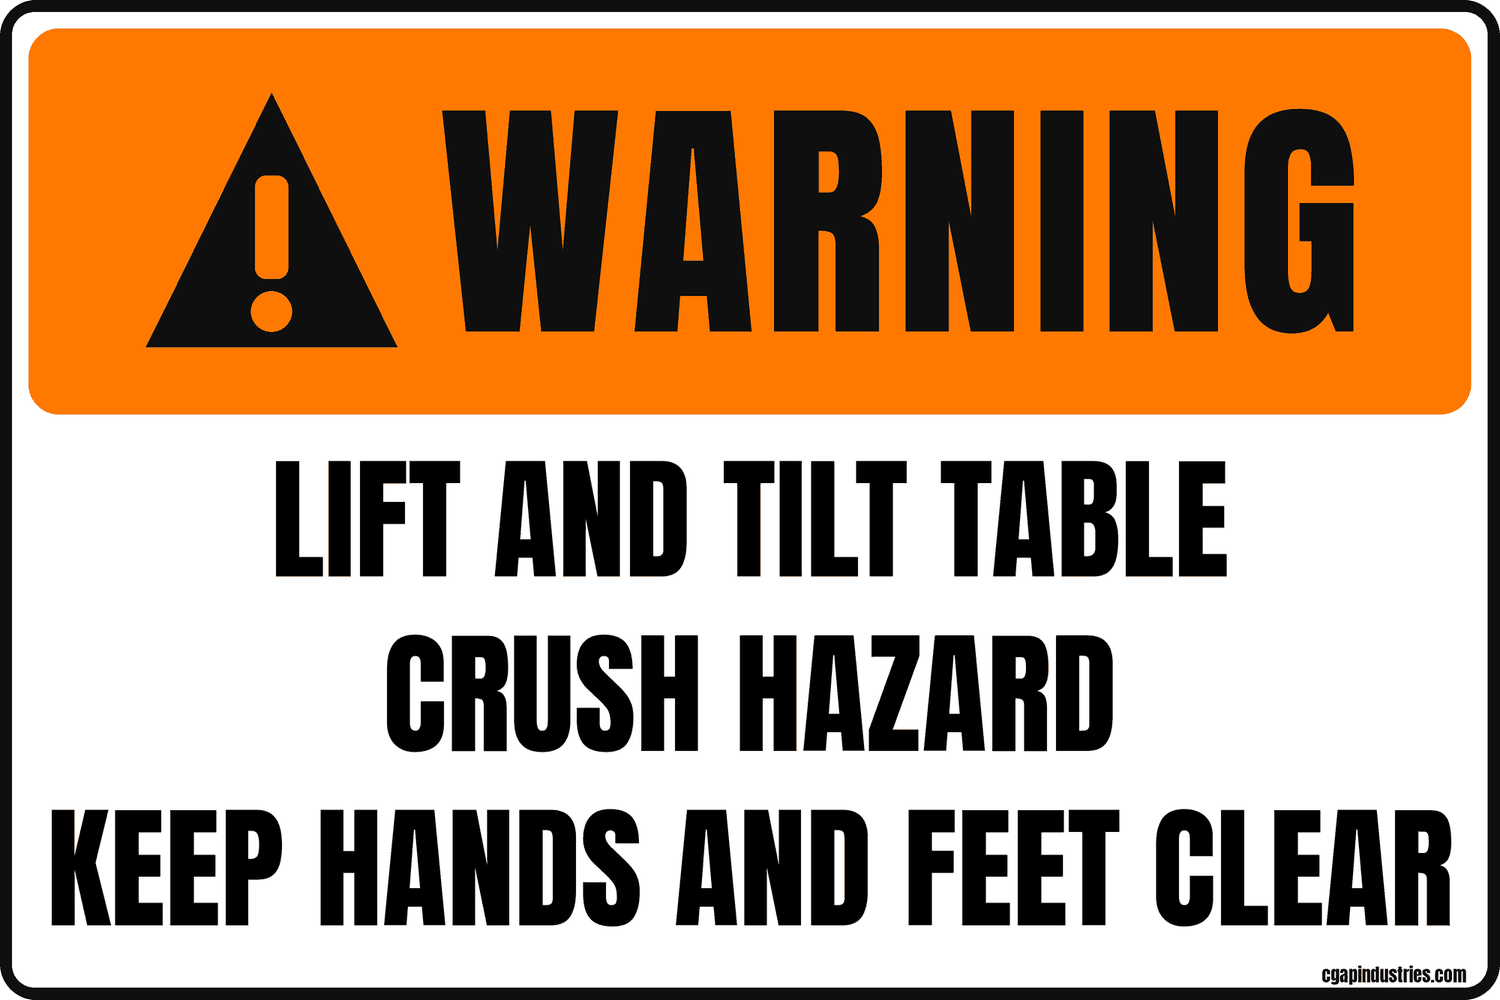 WARNING
LIFT AND TILT TABLE
CRUSH HAZARD
KEEP HANDS AND FEET CLEAR
cgapindustries.com